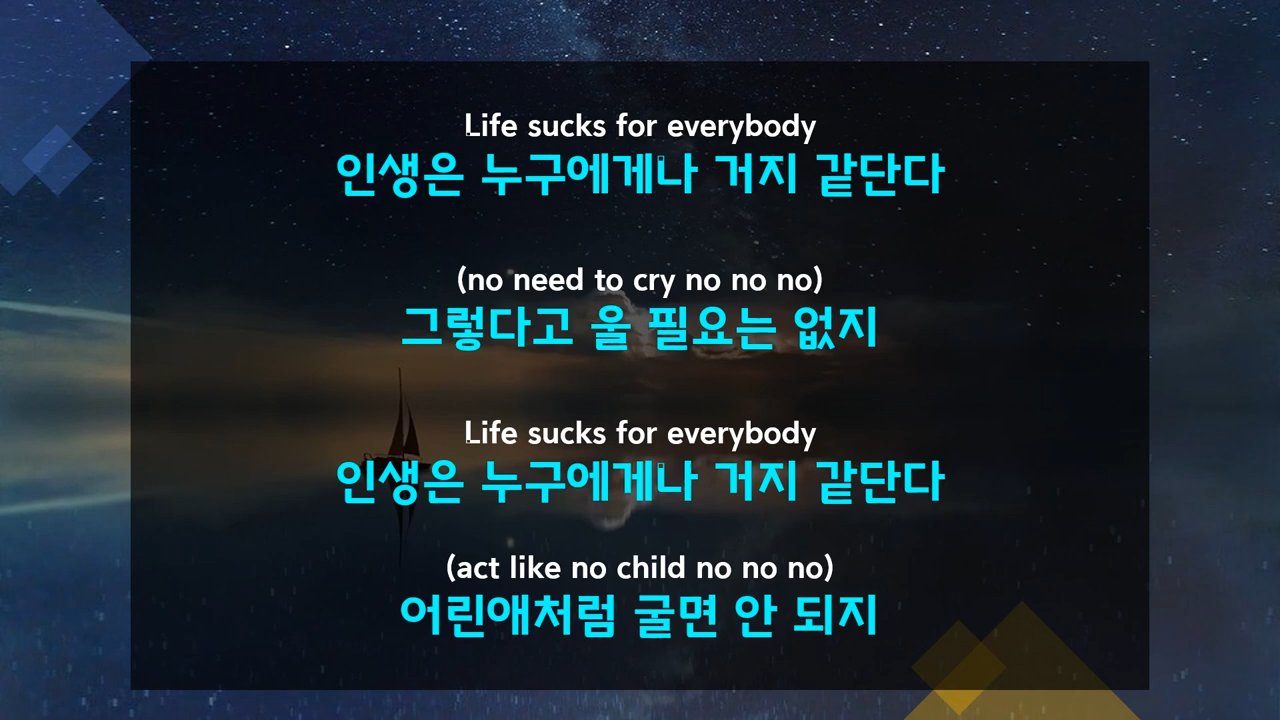 Life sucks for everybody
인생은 누구에게나 거지 같단다
(no need to cry no no no)
그렇다고 울 필요는 없지
Life sucks for everybody
인생은 누구에게나 거지 같단다
(act like no child no no no)
어린애처럼 굴면 안 되지